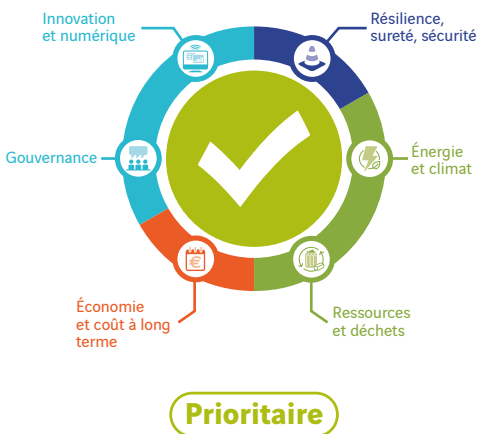 Innovation
et numérique
Résilience,
sureté, sécurité
Gouvernance
Énergie
et climat
Économie
et coût à long
terme
Ressources
et déchets
Prioritaire